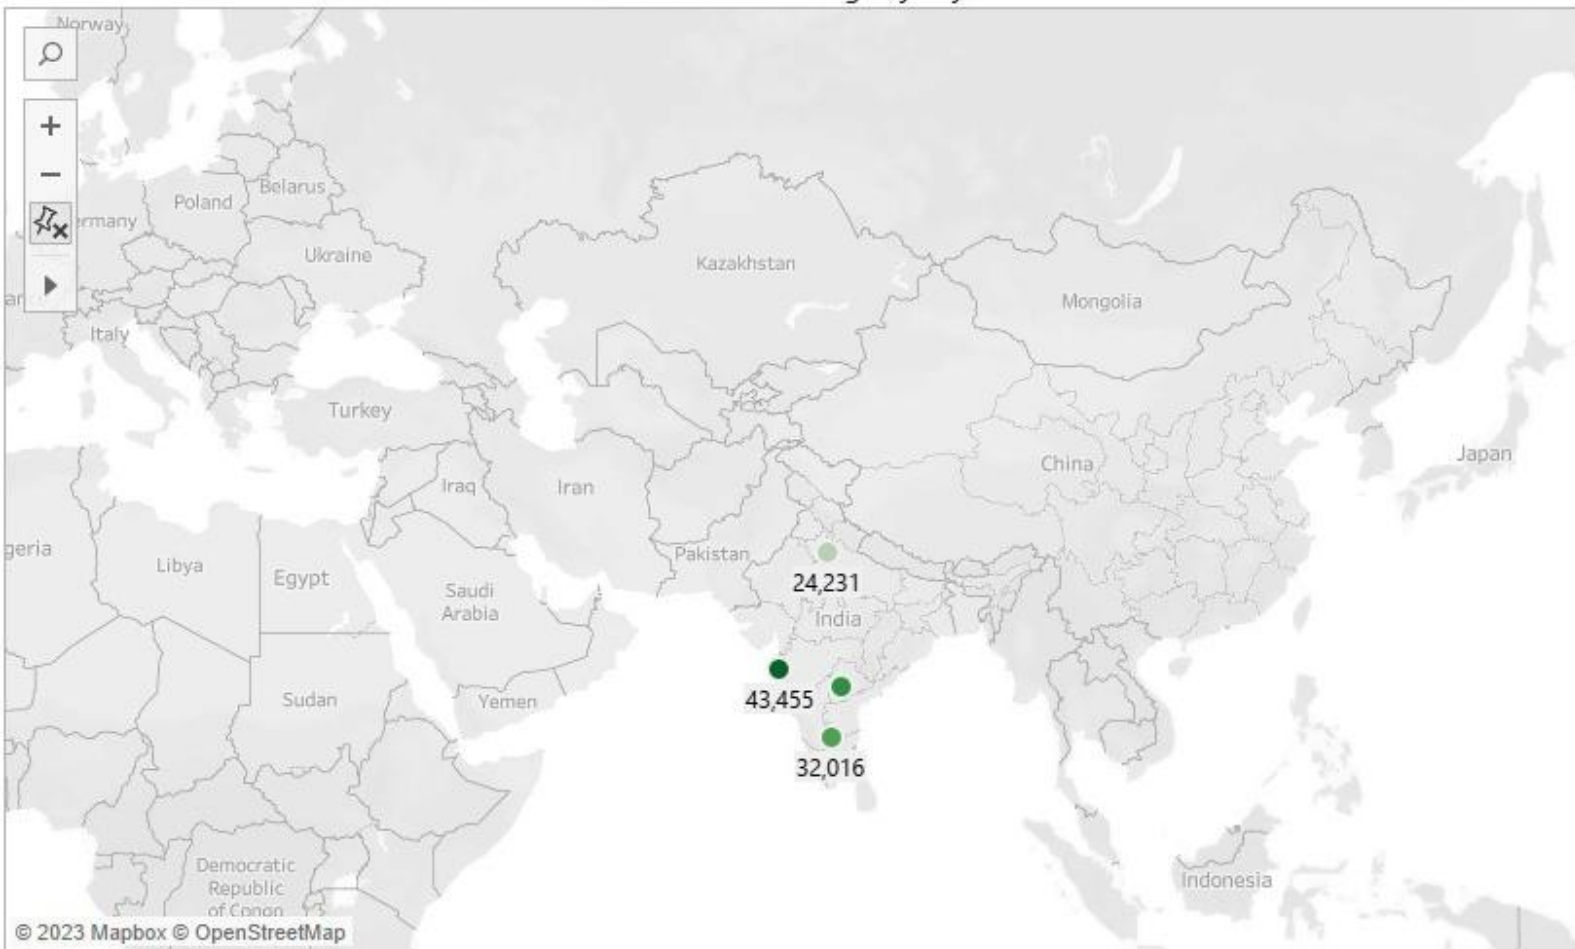 Norway
Belarus
Poland
ermany
Ukraine
Kazakhstan
Mongolia
Italy
Turkey
Japan
China
Iraq
Iran
geria
Pakistan
Libya
Egypt
24,231
Saudi
Arabia
India
43,455
Sudan
Yemen
32,016
Democratic
Republic
of Congo
Indonesia
© 2023 Mapbox © OpenStreetMap